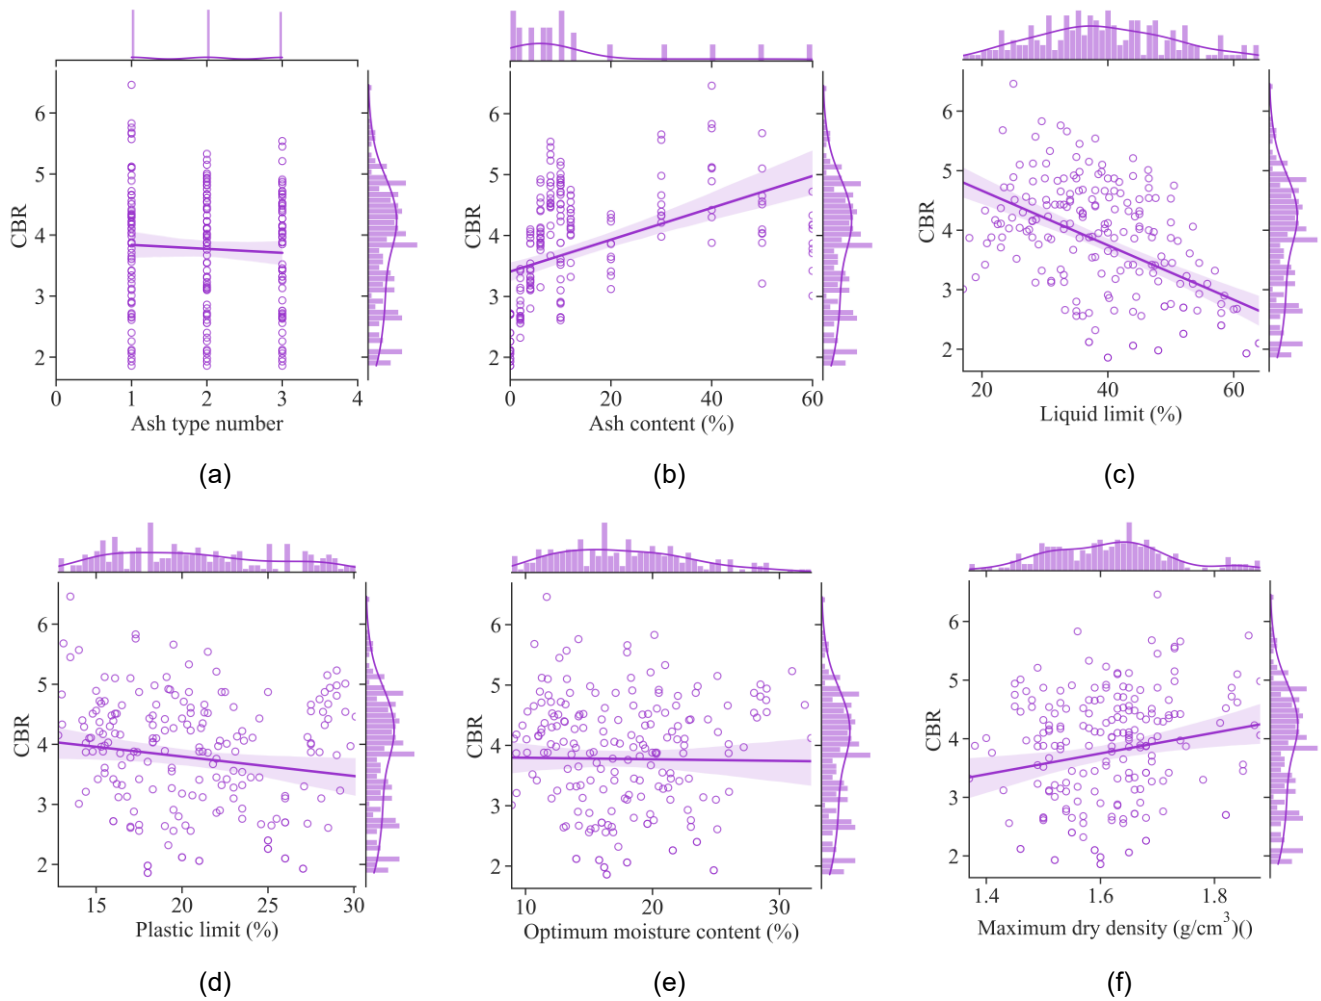 6
5
4
3
2
CBR
0 1 2 3 4
Ash type number
(a)
6
5
4
3
2
CBR
0 20 40 60
Ash content (%)
(b)
6
5
4
3
2
CBR
20 40 60
Liquid limit (%)
(c)
6
5
4
3
2
CBR
15 20 25 30
Plastic limit (%)
(d)
6
5
4
3
2
CBR
10 20 30
Optimum moisture content (%)
(e)
6
5
4
3
2
CBR
1.4 1.6 1.8
Maximum dry density (g/cm³)()
(f)